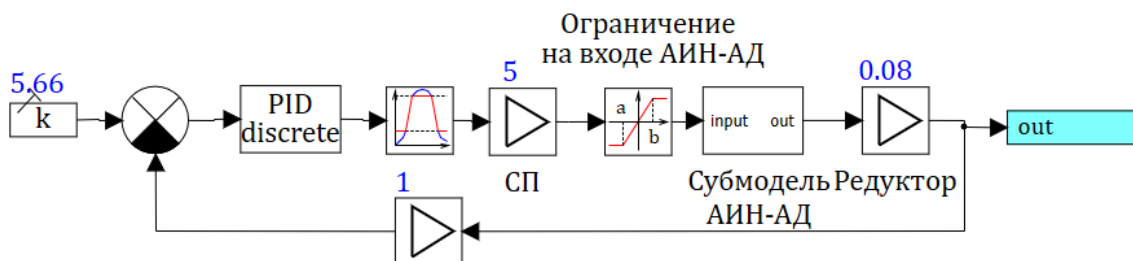 Ограничение
на входе АИН-АД
5.66
k
PID
discrete
5
СП
a
b
input out
0.08
out
1
Субмодель
АИН-АД
Редуктор